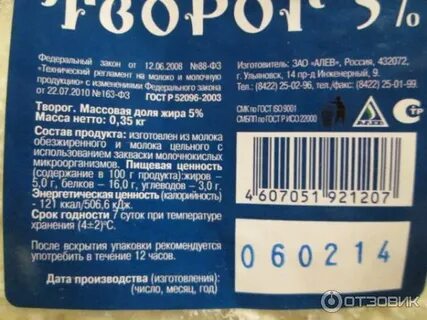 ТВОРОГ 5%
Федеральный закон от 12.06.2008 №88-ФЗ
"Технический регламент на молоко и молочную
продукцию» с изменениями Федерального закона
от 22.07.2010 №163-ФЗ
ГОСТ Р 52096-2003
Творог. Массовая доля жира 5%
Масса нетто: 0,35 кг
Состав продукта: изготовлен из молока
обезжиренного и молока цельного с
использованием закваски молочнокислых
микроорганизмов. Пищевая ценность
(содержание в 100 г продукта):жиров –
5,0 г, белков – 16,0 г, углеводов – 3,0 г.
Энергетическая ценность (калорийность)
- 121 ккал/506,6 кДж.
Срок годности 7 суток при температуре
хранения (4±2)°С.
После вскрытия упаковки рекомендуется
употребить в течение 12 часов.
Дата производства (изготовления):
(число, месяц, год)
Изготовитель: ЗАО «АЛЕВ», Россия, 432072,
г. Ульяновск, 14 пр-д Инженерный, 9.
Тел.: (8422) 25-02-96, тел./факс: (8422) 25-01-99.
СМК по ГОСТ ISO 9001
СМБПП по ГОСТ Р ИСО 22000
4607051921207
060214
ОТЗОВИК